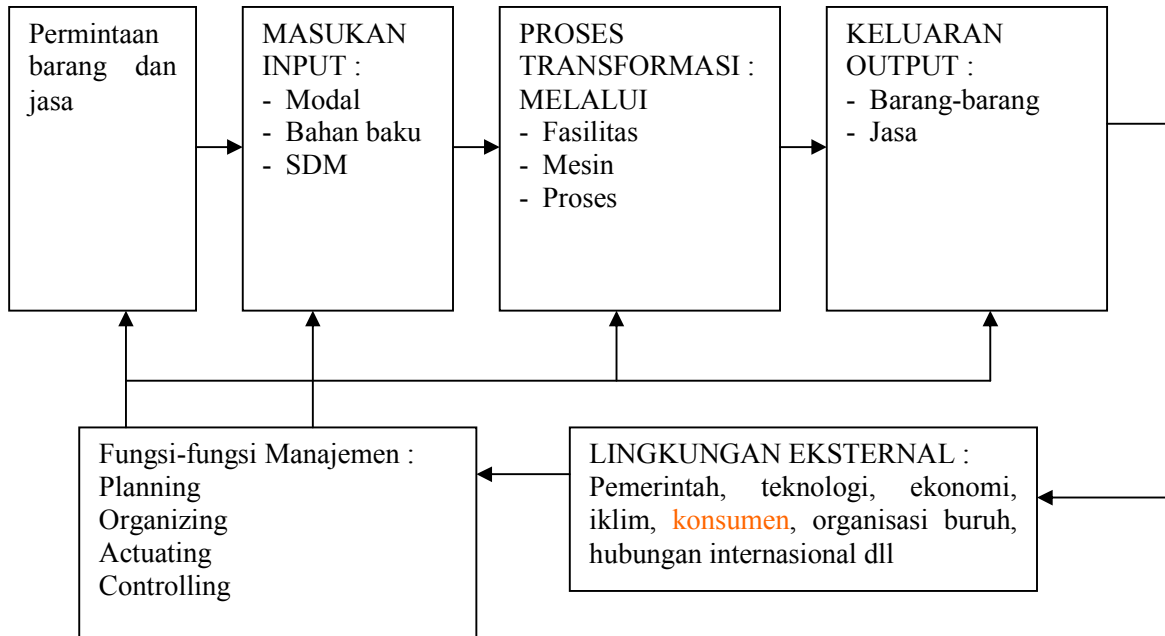 Permintaan
barang dan
jasa
MASUKAN
INPUT :
- Modal
- Bahan baku
- SDM
PROSES
TRANSFORMASI :
MELALUI
- Fasilitas
- Mesin
- Proses
KELUARAN
OUTPUT :
- Barang-barang
- Jasa
Fungsi-fungsi Manajemen :
Planning
Organizing
Actuating
Controlling
LINGKUNGAN EKSTERNAL :
Pemerintah, teknologi, ekonomi,
iklim, konsumen, organisasi buruh,
hubungan internasional dll